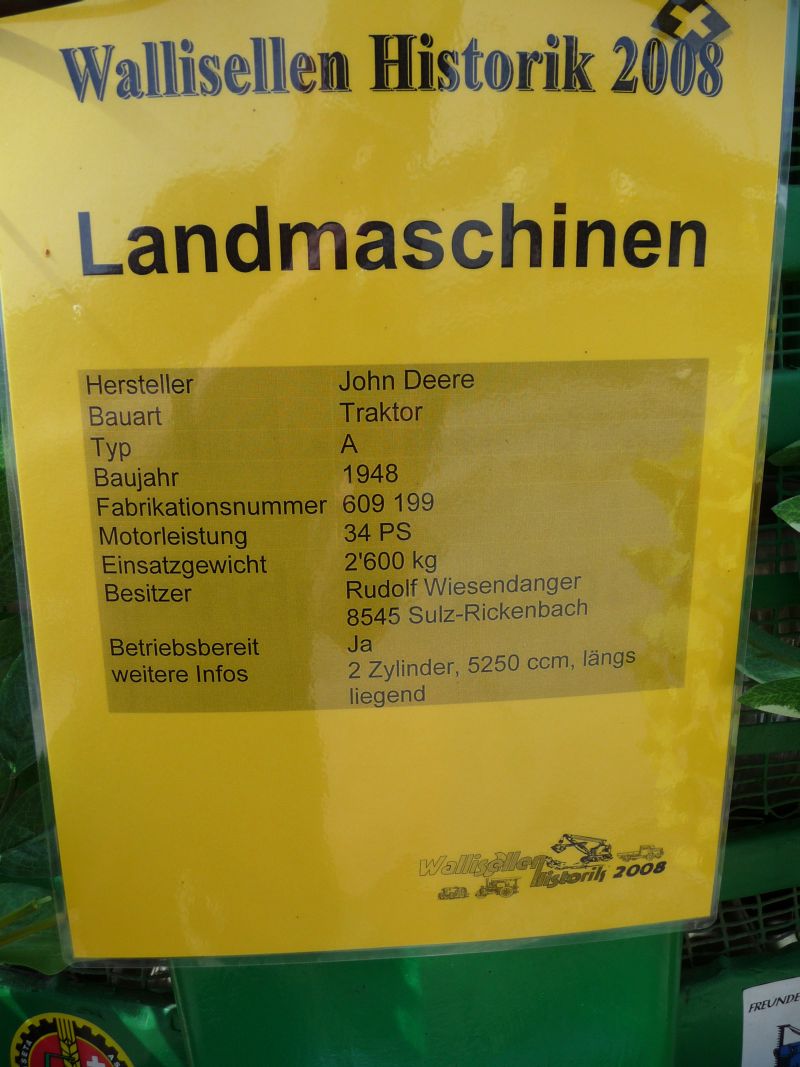 Wallisellen Historik 2008
Landmaschinen
Hersteller John Deere
Bauart Traktor
Typ A
Baujahr 1948
Fabrikationsnummer 609 199
Motorleistung 34 PS
Einsatzgewicht 2'600 kg
Besitzer Rudolf Wiesendanger
8545 Sulz-Rickenbach
Betriebsbereit Ja
weitere Infos 2 Zylinder, 5250 ccm, längs
liegend
Wallisellen
Historik 2008
FREUNDE